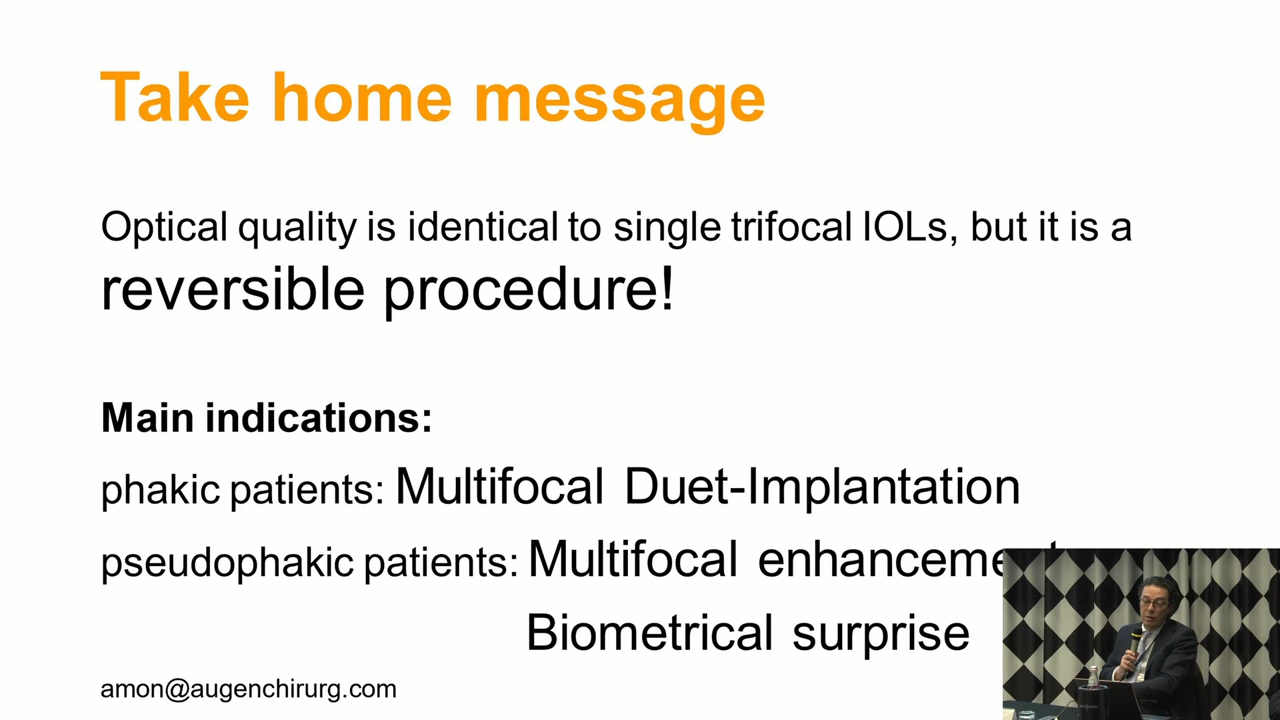 Take home message
Optical quality is identical to single trifocal IOLs, but it is a
reversible procedure!
Main indications:
phakic patients: Multifocal Duet-Implantation
pseudophakic patients: Multifocal
Biometrical surprise
amon@augenchirurg.com